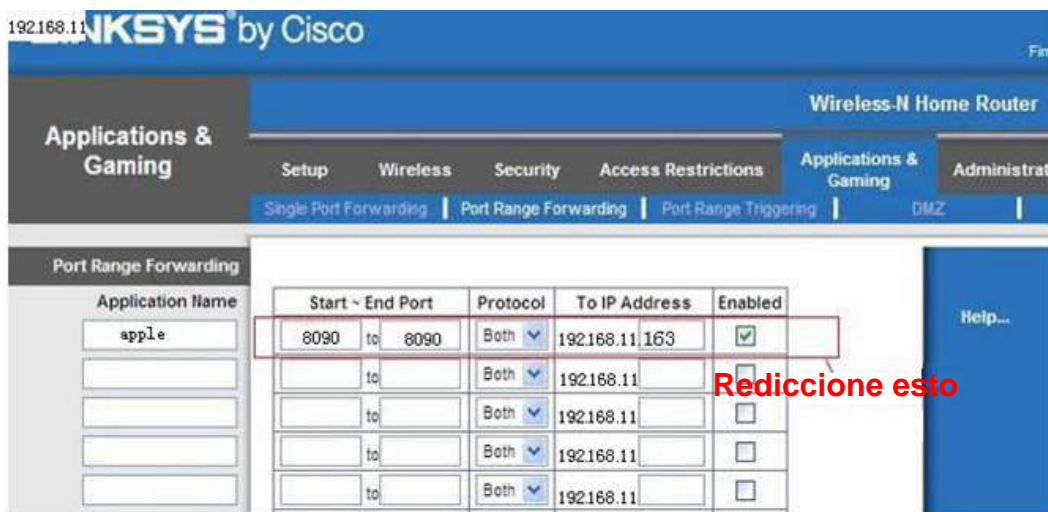 192.168.11
LINKSYS® by Cisco
Wireless-N Home Router
Applications & Gaming
Setup Wireless Security Access Restrictions Applications & Gaming Administrat
Single Port Forwarding | Port Range Forwarding | Port Range Triggering | DMZ |
Port Range Forwarding
Application Name Start ~ End Port Protocol To IP Address Enabled
Help...
apple 8090 to 8090 Both 192.168.11.163
to Both 192.168.11
Rediccione esto
to Both 192.168.11
to Both 192.168.11
to Both 192.168.11